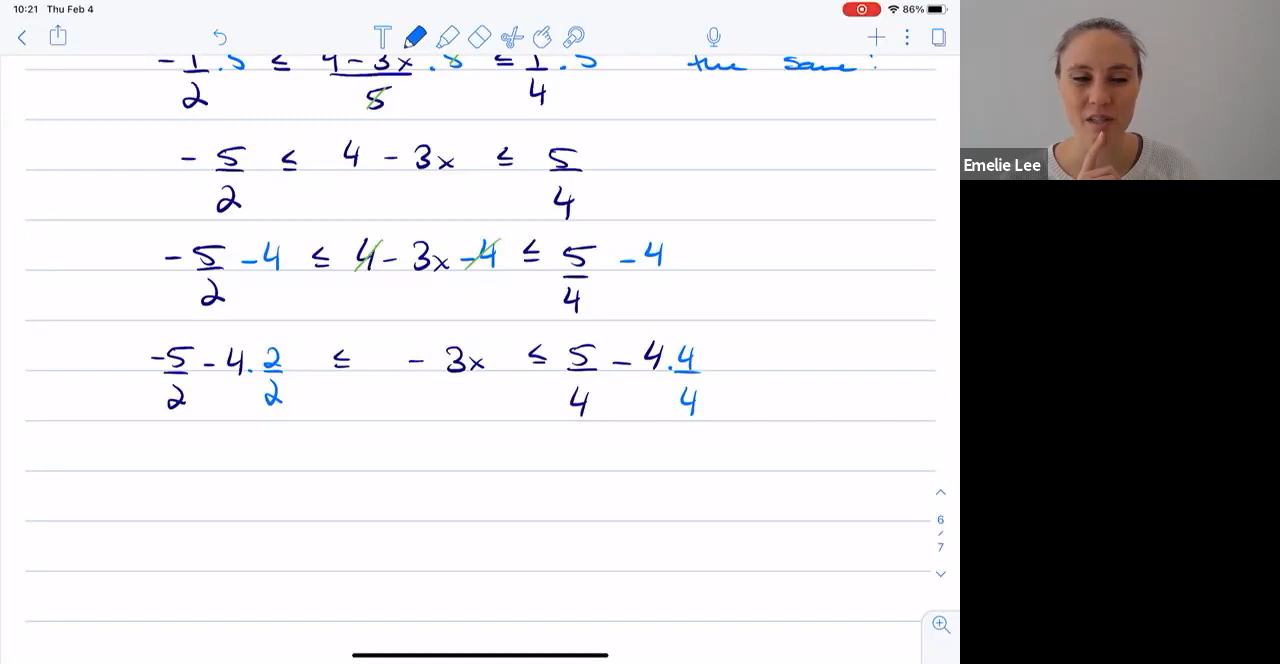 10:21 Thu Feb 4 86%
-1/2 · 5 ≤ (4 - 3x)/5 · 5 ≤ 1/4 · 5 the same:
Emelie Lee
-5/2 ≤ 4 - 3x ≤ 5/4
-5/2 - 4 ≤ 4 - 3x - 4 ≤ 5/4 - 4
-5/2 - 4 · 2/2 ≤ - 3x ≤ 5/4 - 4 · 4/4
6
/
7